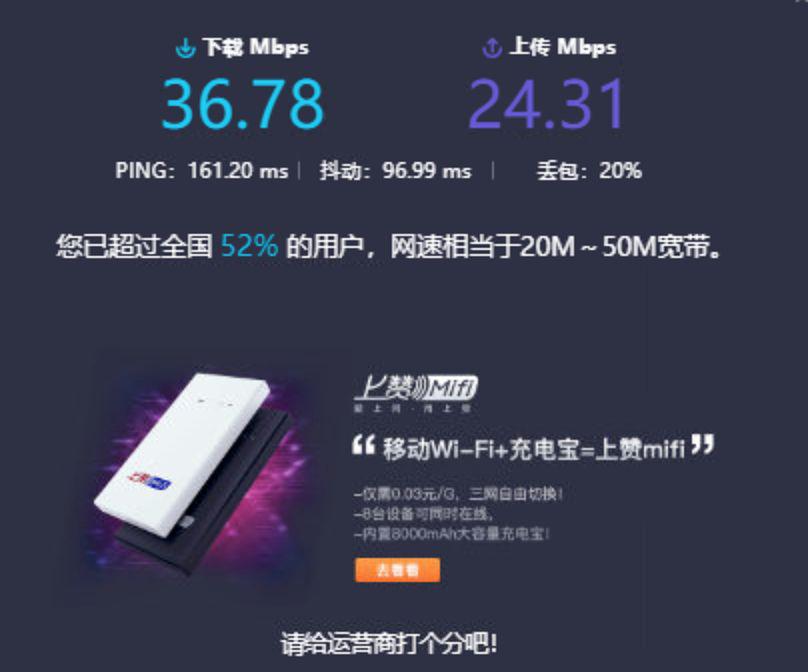 下载 Mbps
上传 Mbps
36.78
24.31
PING：161.20 ms
抖动：96.99 ms
丢包：20%
您已超过全国 52% 的用户，网速相当于20M～50M宽带。
上赞Mifi
“移动Wi-Fi+充电宝=上赞mifi”
-仅需0.03元/G，三网自由切换！
-8台设备可同时在线，
-内置8000mAh大容量充电宝！
去看看
请给运营商打个分吧！